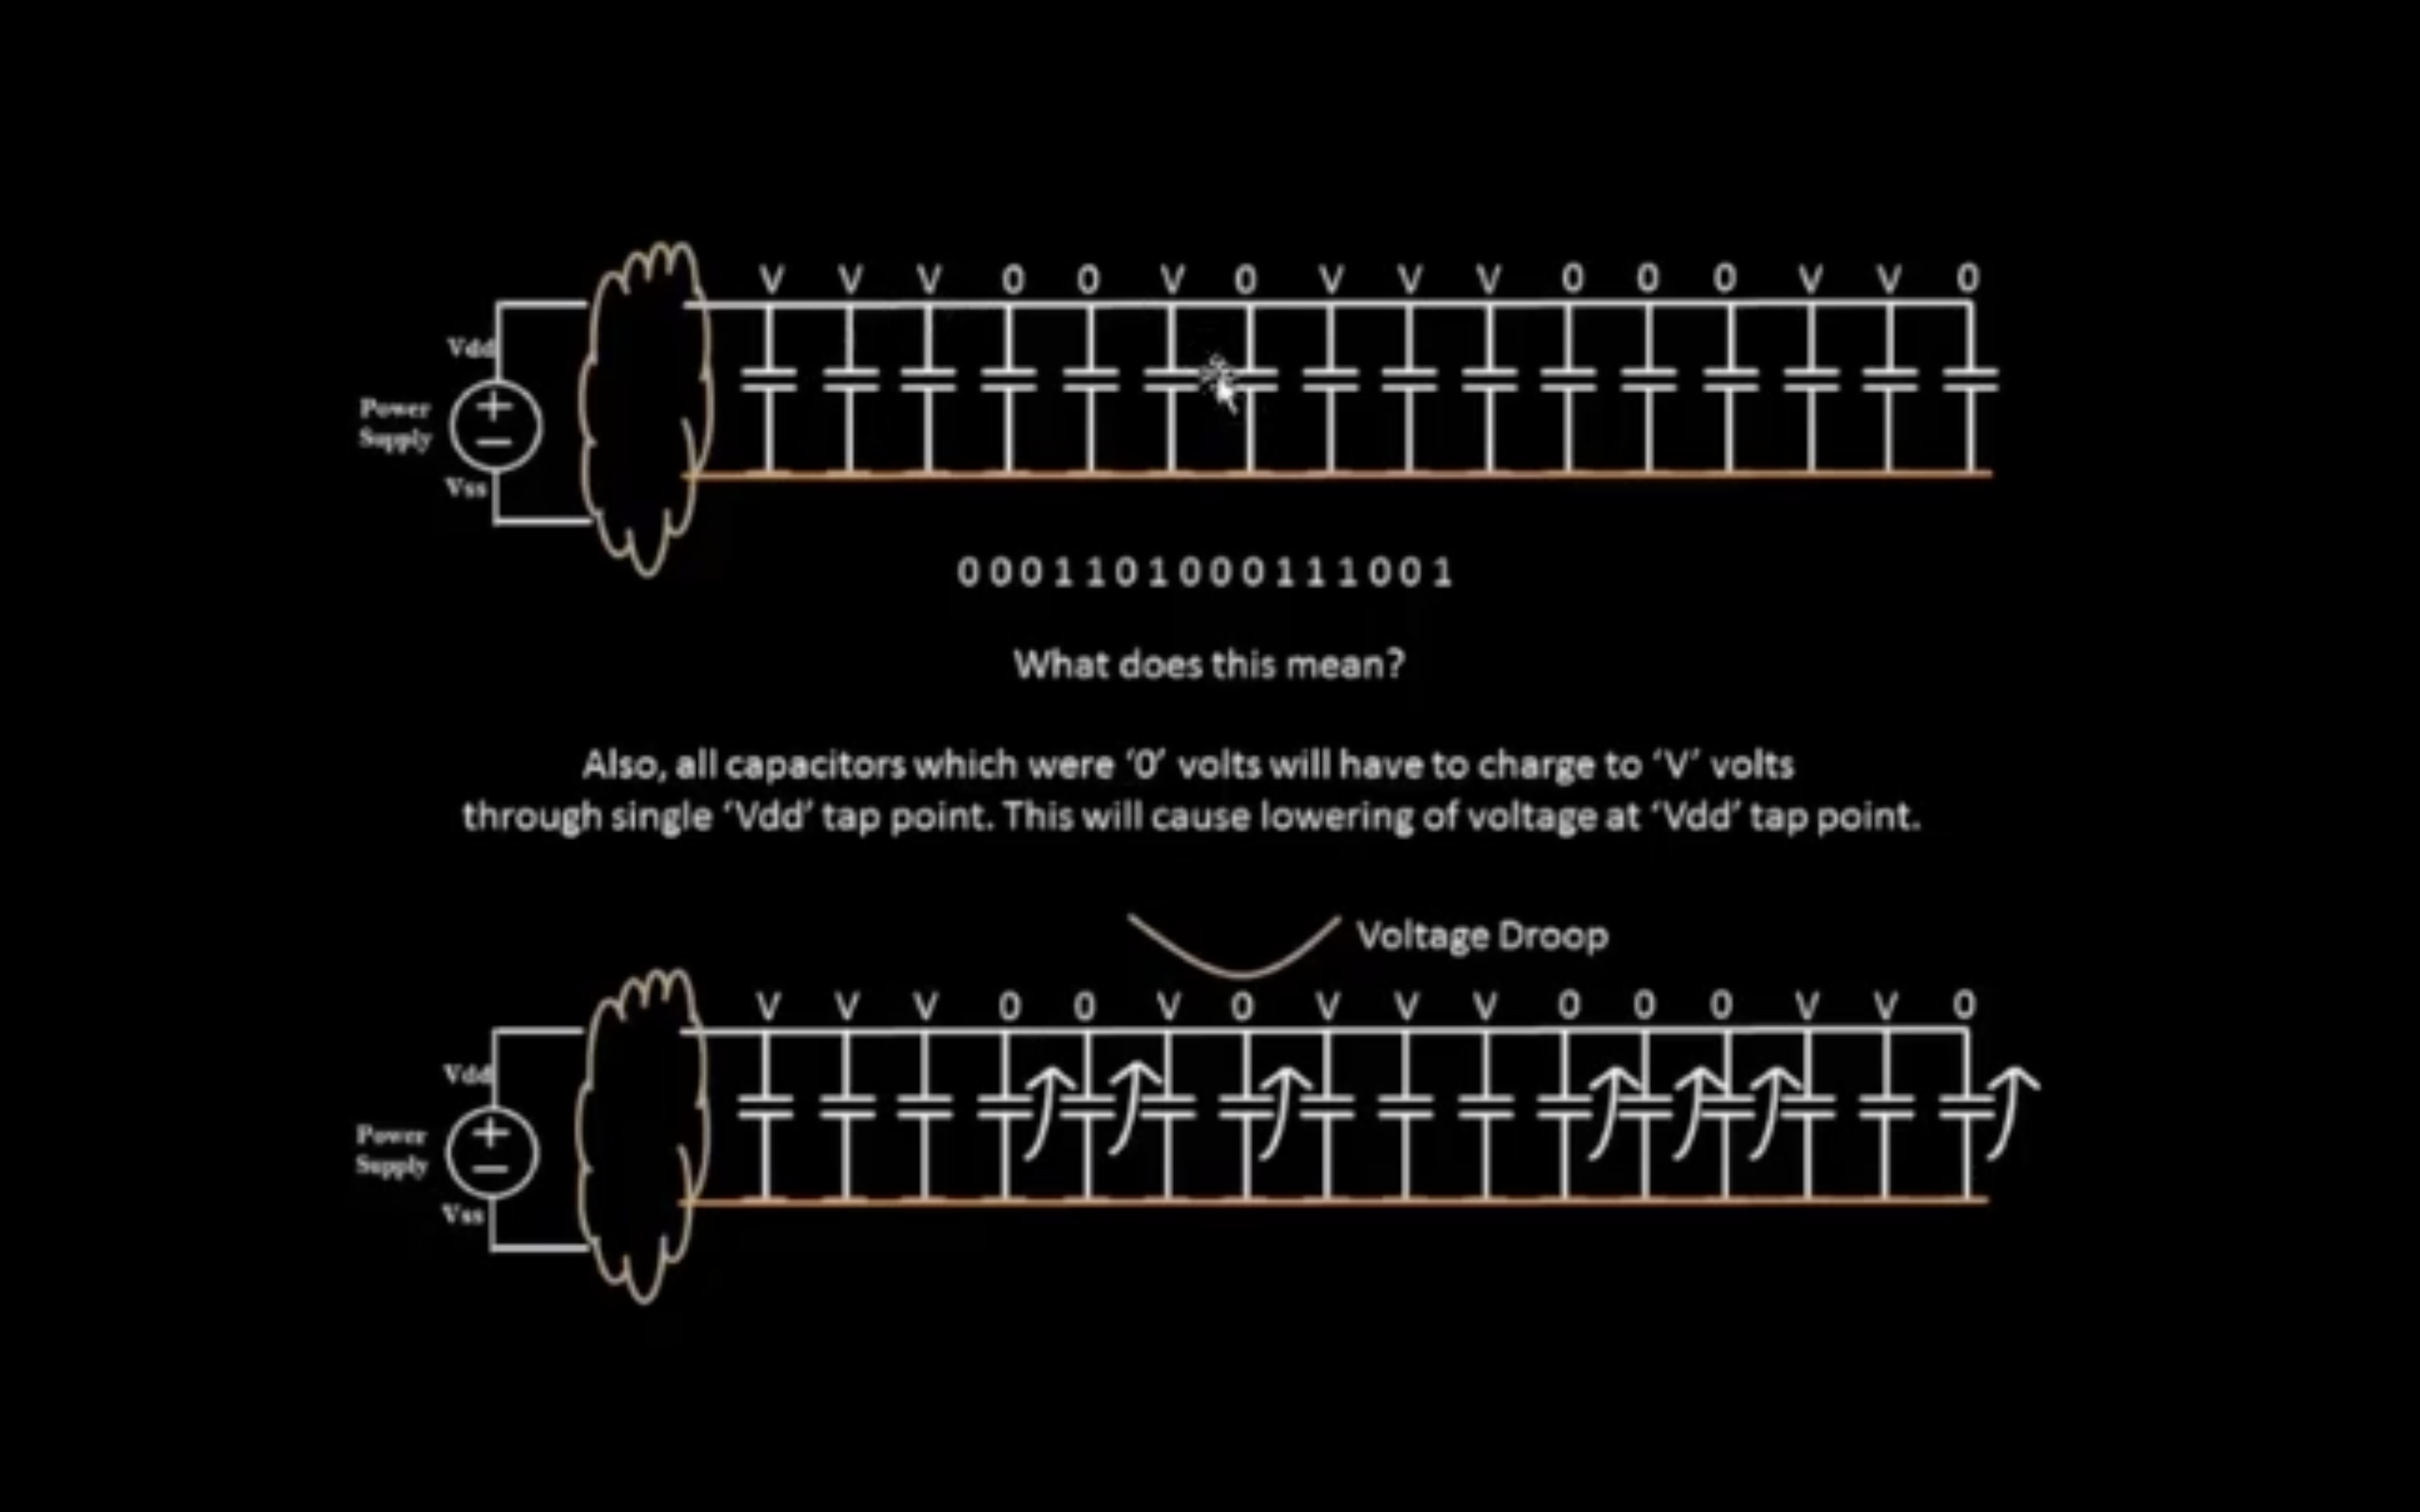 V V V 0 0 V 0 V V V 0 0 0 V V 0
Vdd
Power
Supply
Vss
0 0 0 1 1 0 1 0 0 0 1 1 1 0 0 1
What does this mean?
Also, all capacitors which were ‘0’ volts will have to charge to ‘V’ volts
through single ‘Vdd’ tap point. This will cause lowering of voltage at ‘Vdd’ tap point.
Voltage Droop
V V V 0 0 V 0 V V V 0 0 0 V V 0
Vdd
Power
Supply
Vss